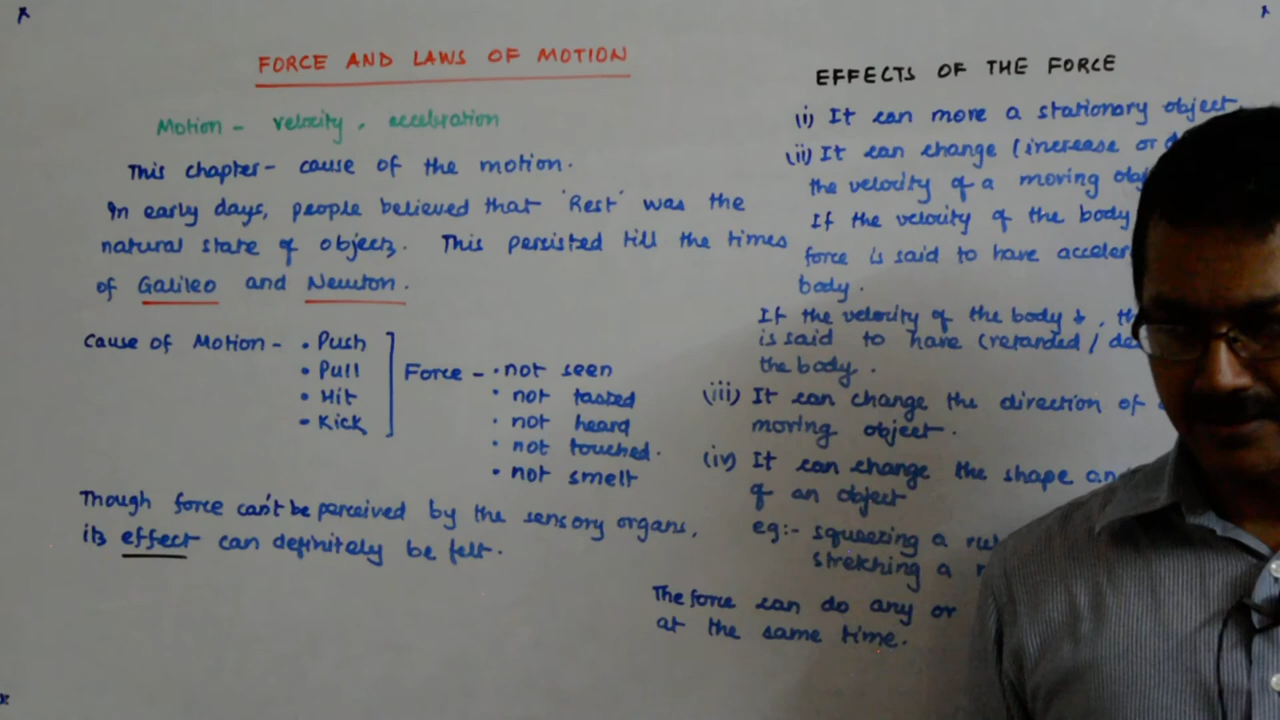 FORCE AND LAWS OF MOTION
Motion - velocity, acceleration
This chapter - cause of the motion.
In early days, people believed that 'Rest' was the
natural state of objects. This persisted till the times
of Galileo and Newton.
Cause of Motion - • Push
• Pull
• Hit
• Kick
Force - • not seen
• not tasted
• not heard
• not touched.
• not smelt
Though force can't be perceived by the sensory organs,
its effect can definitely be felt.
EFFECTS OF THE FORCE
(i) It can move a stationary object.
(ii) It can change (increase or
the velocity of a moving
If the velocity of the body
force is said to have
body.
If the velocity of the body ↓,
is said to have (retarded /
the body.
(iii) It can change the direction of
moving object.
(iv) It can change the shape
of an object
eg:- squeezing a
stretching a
The force can do any or
at the same time.